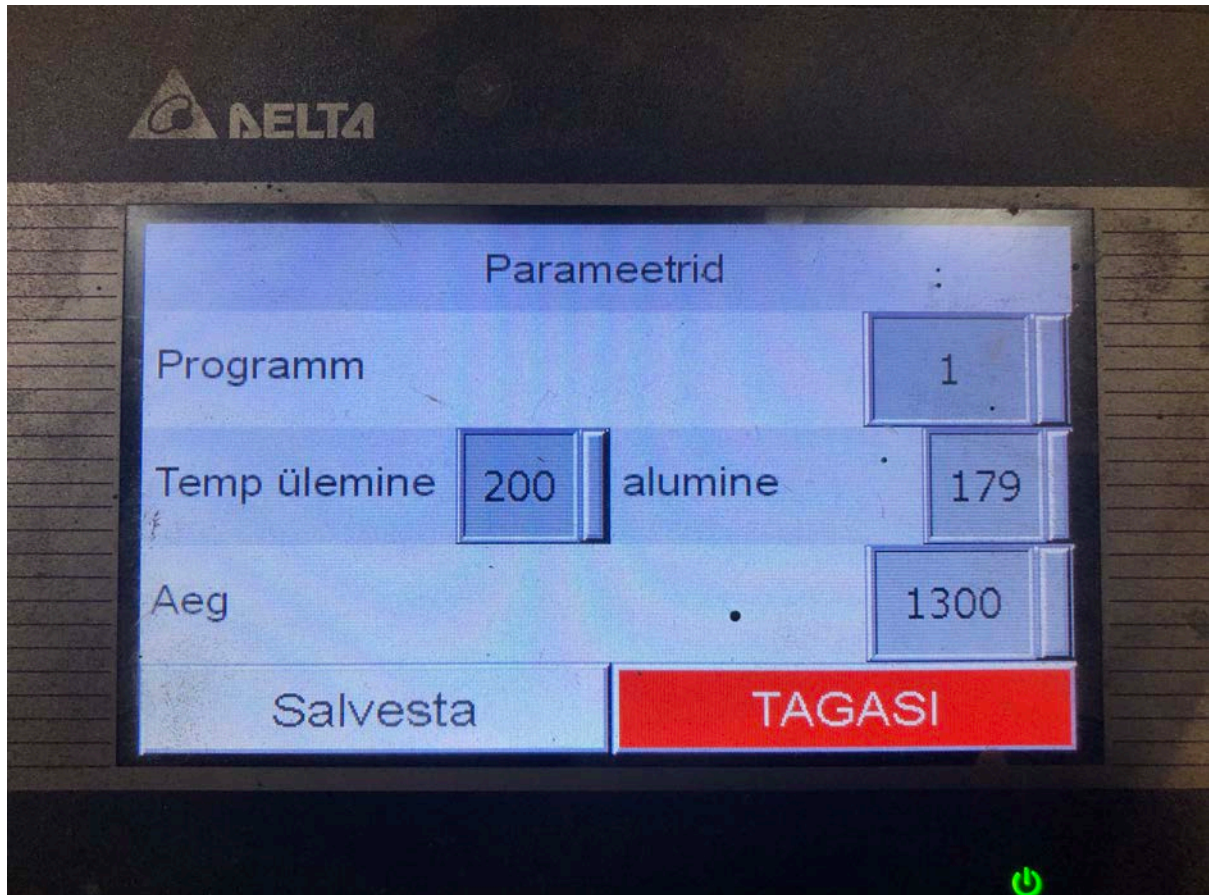 DELTA
Parameetrid
Programm 1
Temp ülemine 200 alumine 179
Aeg 1300
Salvesta TAGASI